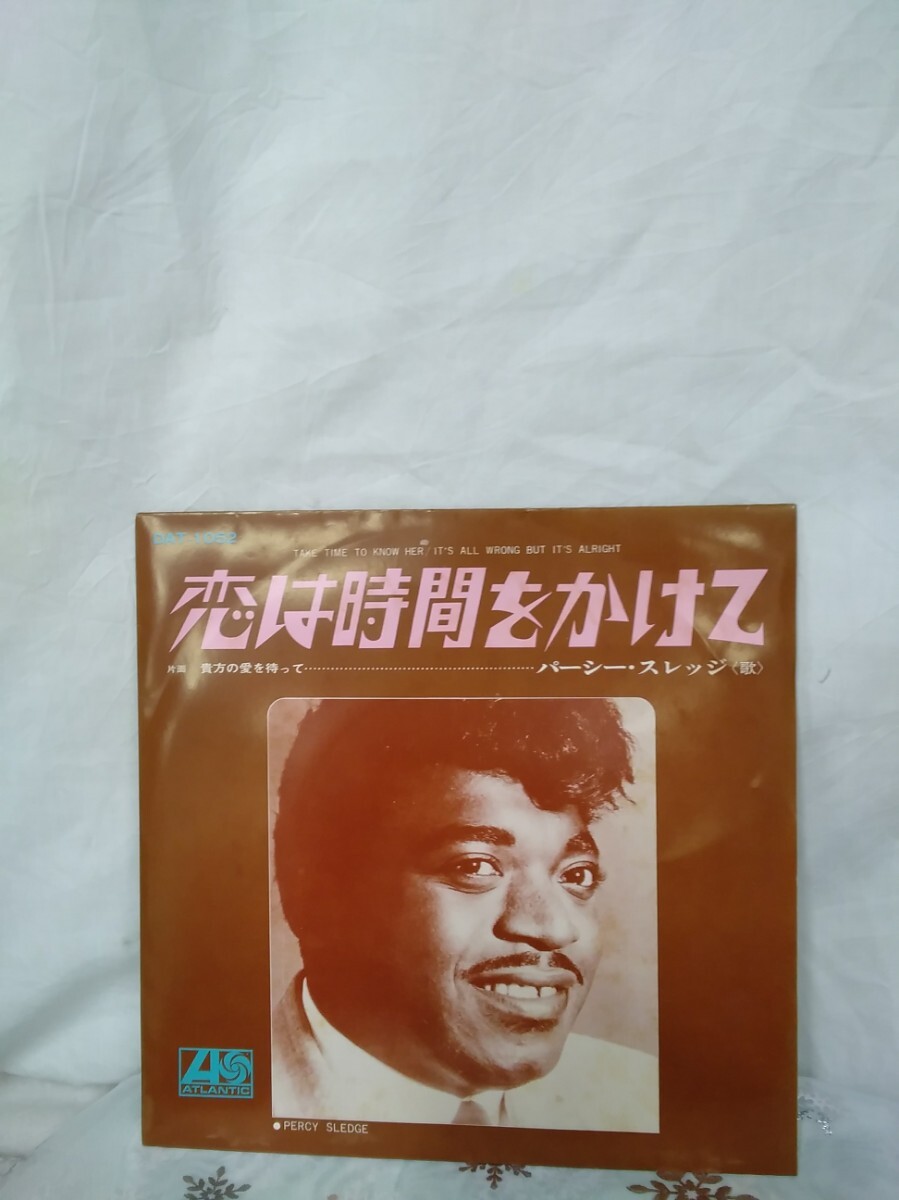 DAT 1052
TAKE TIME TO KNOW HER / IT'S ALL WRONG BUT IT'S ALRIGHT
恋は時間をかけて
片面 貴方の愛を待って……………………………パーシー・スレッジ〈歌〉
ATLANTIC
●PERCY SLEDGE